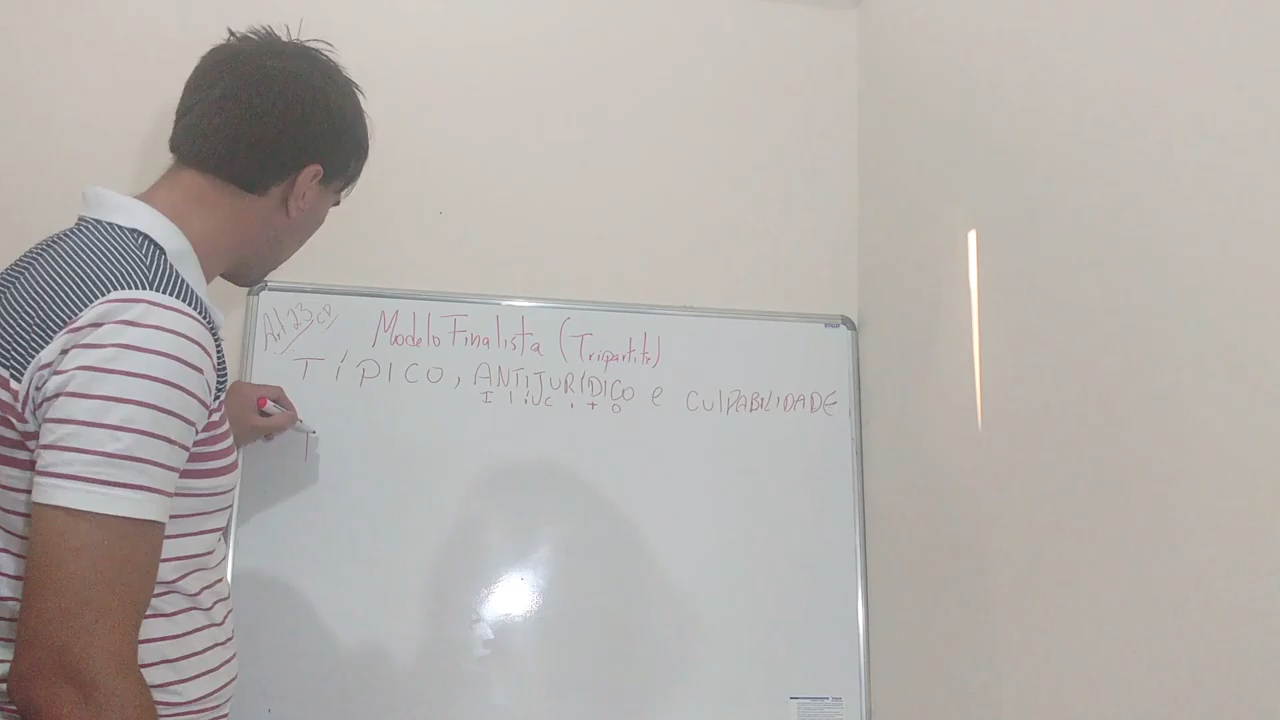 Art 23 CP
Modelo Finalista (Tripartite)
TÍPICO, ANTIJURÍDICO e CULPABILIDADE